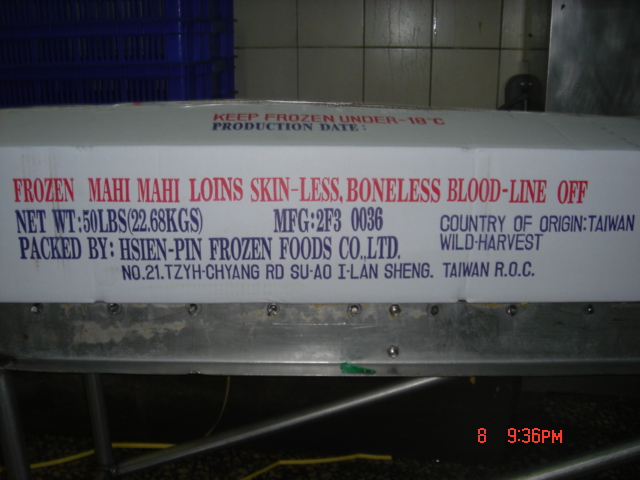 KEEP FROZEN UNDER-18°C
PRODUCTION DATE:
FROZEN MAHI MAHI LOINS SKIN-LESS, BONELESS BLOOD-LINE OFF
NET WT:50LBS(22.68KGS) MFG:2F3 0036
COUNTRY OF ORIGIN:TAIWAN
WILD-HARVEST
PACKED BY: HSIEN-PIN FROZEN FOODS CO.,LTD.
NO.21.TZYH-CHYANG RD SU-AO I-LAN SHENG. TAIWAN R.O.C.
8 9:36PM